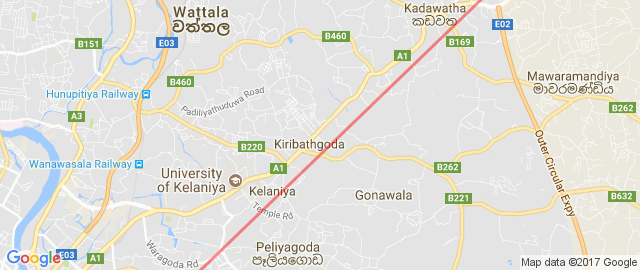 Wattala
වත්තල
Kadawatha
කඩවත
B460
E02
B151
E03
B169
A1
Mawaramandiya
මාවරමණ්ඩිය
B460
Hunupitiya Railway
Padiliyathuduwa Road
B262
A3
Kiribathgoda
B220
Outer Circular Expy
Wanawasala Railway
A1
B262
University
of Kelaniya
Kelaniya
Gonawala
B221
B632
Temple Rd
Waragoda Rd
Peliyagoda
පෑලියගොඩ
A1
E03
Google
Map data ©2017 Google